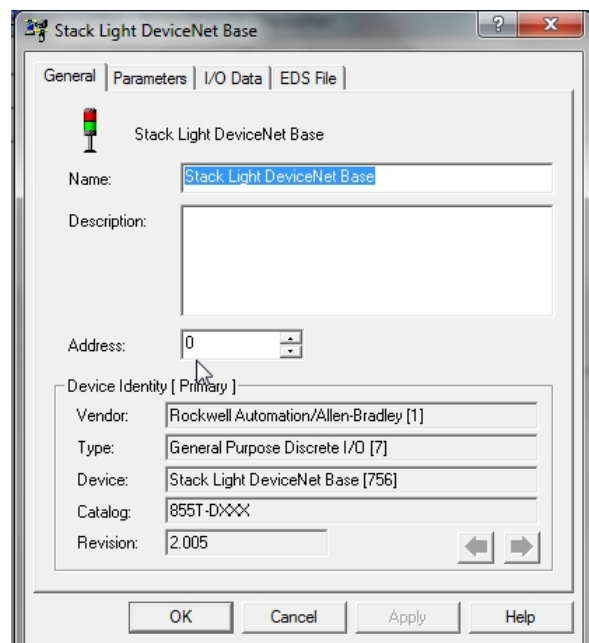 Stack Light DeviceNet Base
General Parameters I/O Data EDS File
Stack Light DeviceNet Base
Name: Stack Light DeviceNet Base
Description:
Address: 0
Device Identity [ Primary ]
Vendor: Rockwell Automation/Allen-Bradley [1]
Type: General Purpose Discrete I/O [7]
Device: Stack Light DeviceNet Base [756]
Catalog: 855T-DXXX
Revision: 2.005
OK Cancel Apply Help